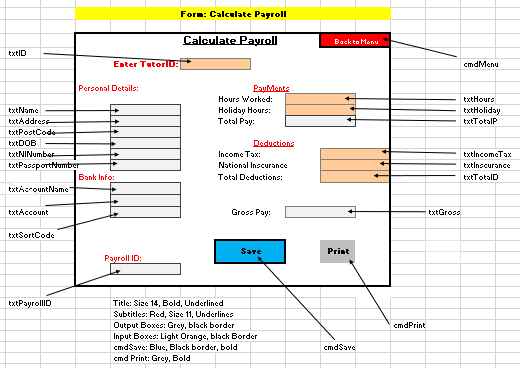 Form: Calculate Payroll
Calculate Payroll
Back to Menu
txtID
Enter TutorID:
cmdMenu
Personal Details:
PayMents
Hours Worked:
txtHours
txtName
Holiday Hours:
txtHoliday
txtAddress
Total Pay:
txtTotalP
txtPostCode
txtDOB
Deductions
txtNINumber
Income Tax:
txtIncomeTax
txtPassportNumber
National Insurance
txtInsurance
Bank Info:
Total Deductions:
txtTotalD
txtAccountName
txtAccount
Gross Pay:
txtGross
txtSortCode
Save
Print
Payroll ID:
txtPayrollID
Title: Size 14, Bold, Underlined
Subtitles: Red, Size 11, Underlines
Output Boxes: Grey, black border
cmdPrint
Input Boxes: Light Orange, black Border
cmdSave: Blue, Black border, bold
cmdSave
cmd Print: Grey, Bold